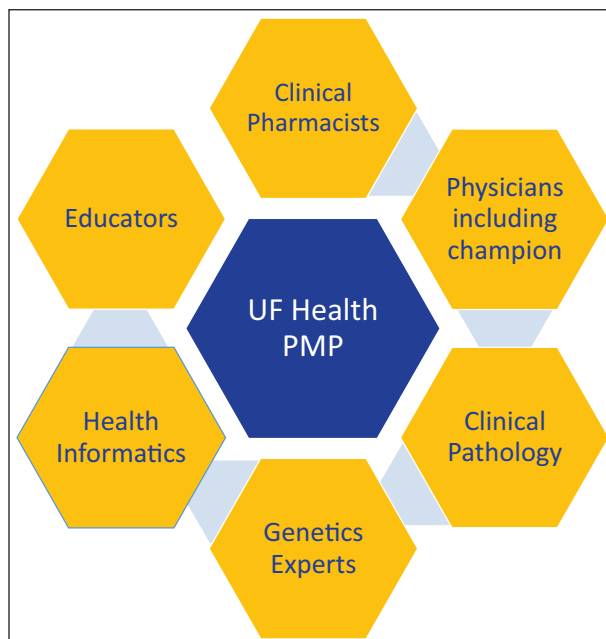 Clinical
Pharmacists
Physicians
including
champion
Educators
UF Health
PMP
Health
Informatics
Clinical
Pathology
Genetics
Experts